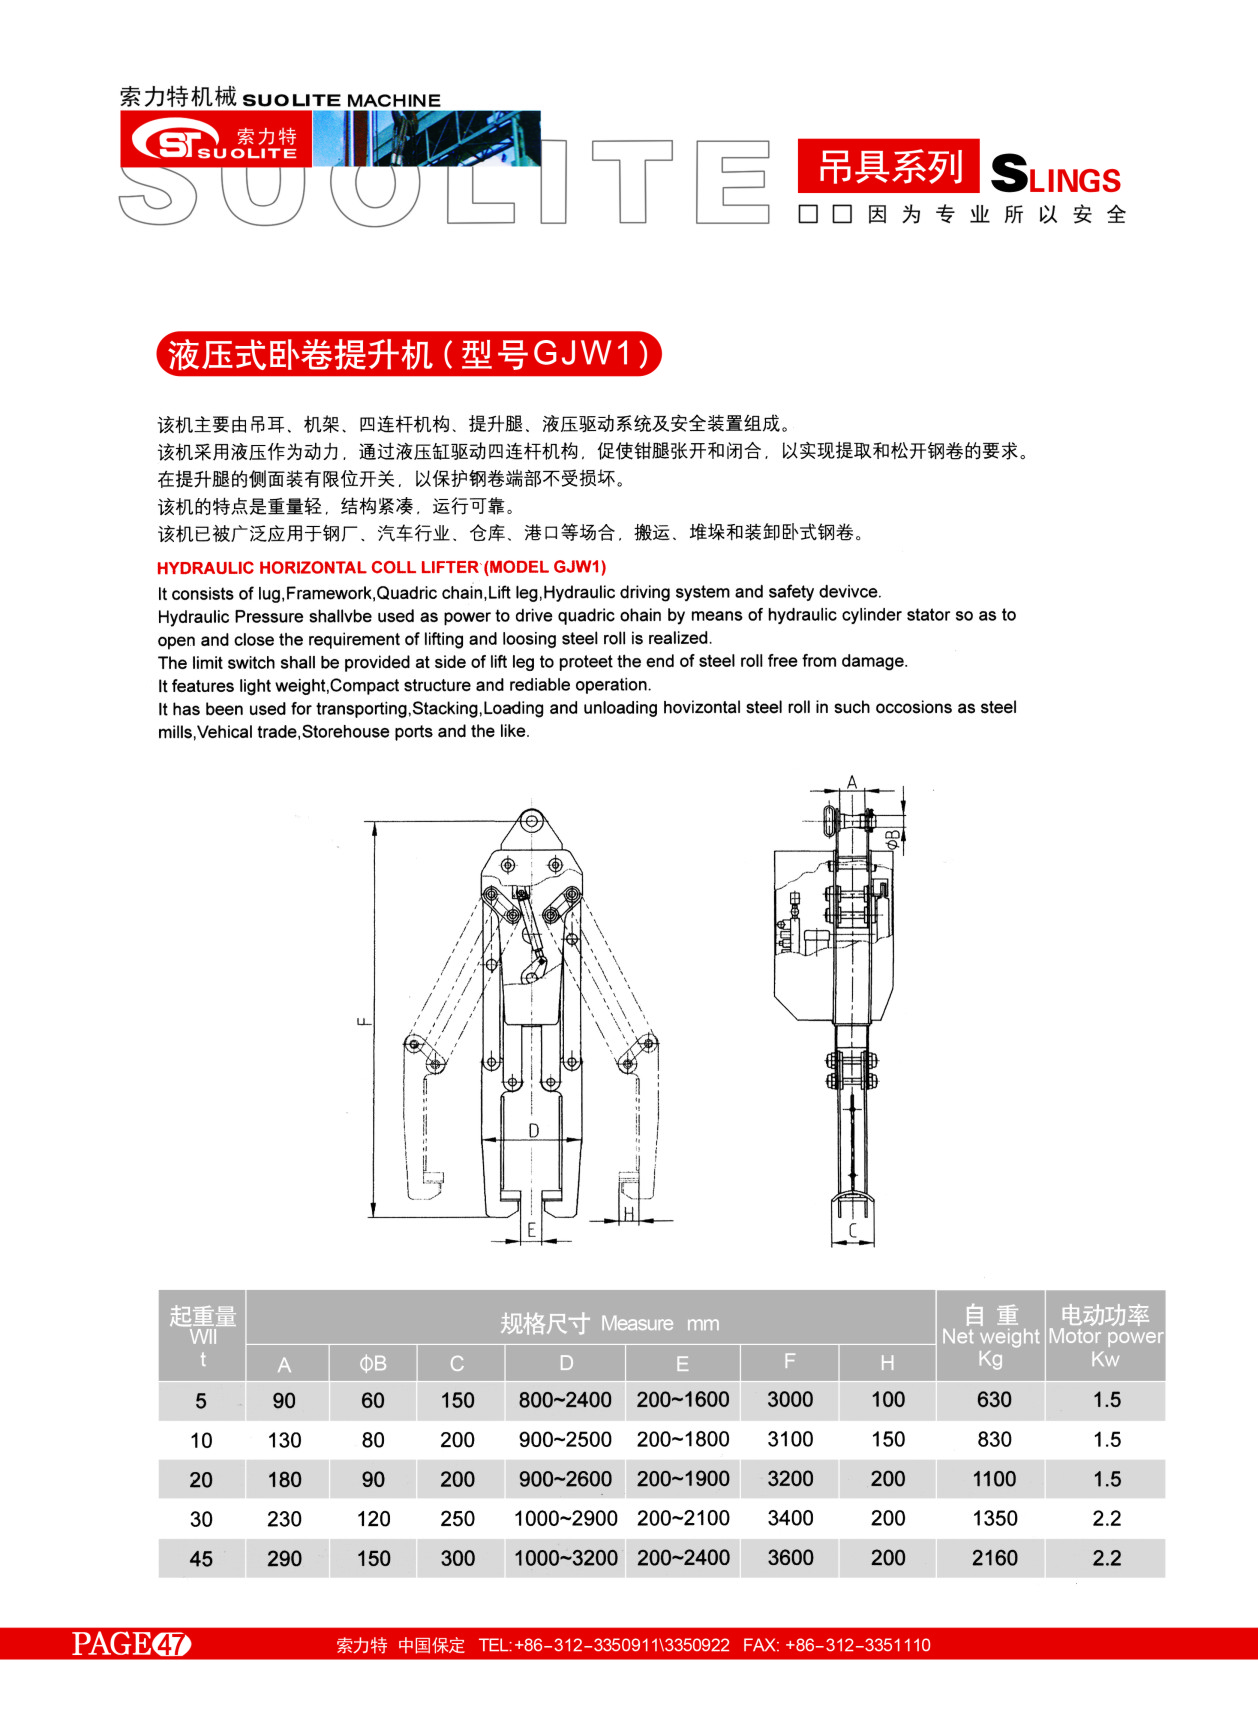 索力特机械 SUOLITE MACHINE
ST 索力特
SUOLITE
SUOLITE
吊具系列 SLINGS
□□因为专业所以安全
液压式卧卷提升机(型号GJW1)
该机主要由吊耳、机架、四连杆机构、提升腿、液压驱动系统及安全装置组成。
该机采用液压作为动力，通过液压缸驱动四连杆机构，促使钳腿张开和闭合，以实现提取和松开钢卷的要求。
在提升腿的侧面装有限位开关，以保护钢卷端部不受损坏。
该机的特点是重量轻，结构紧凑，运行可靠。
该机已被广泛应用于钢厂、汽车行业、仓库、港口等场合，搬运、堆垛和装卸卧式钢卷。
HYDRAULIC HORIZONTAL COLL LIFTER (MODEL GJW1)
It consists of lug,Framework,Quadric chain,Lift leg,Hydraulic driving system and safety devivce.
Hydraulic Pressure shallvbe used as power to drive quadric ohain by means of hydraulic cylinder stator so as to
open and close the requirement of lifting and loosing steel roll is realized.
The limit switch shall be provided at side of lift leg to proteet the end of steel roll free from damage.
It features light weight,Compact structure and rediable operation.
It has been used for transporting,Stacking,Loading and unloading hovizontal steel roll in such occosions as steel
mills,Vehical trade,Storehouse ports and the like.
A
ΦB
F
D
H
E
C
起重量 规格尺寸 Measure mm 自 重 电动功率
Wll Net weight Motor power
t A ΦB C D E F H Kg Kw
5 90 60 150 800~2400 200~1600 3000 100 630 1.5
10 130 80 200 900~2500 200~1800 3100 150 830 1.5
20 180 90 200 900~2600 200~1900 3200 200 1100 1.5
30 230 120 250 1000~2900 200~2100 3400 200 1350 2.2
45 290 150 300 1000~3200 200~2400 3600 200 2160 2.2
PAGE 47 索力特 中国保定 TEL:+86-312-3350911\3350922 FAX: +86-312-3351110